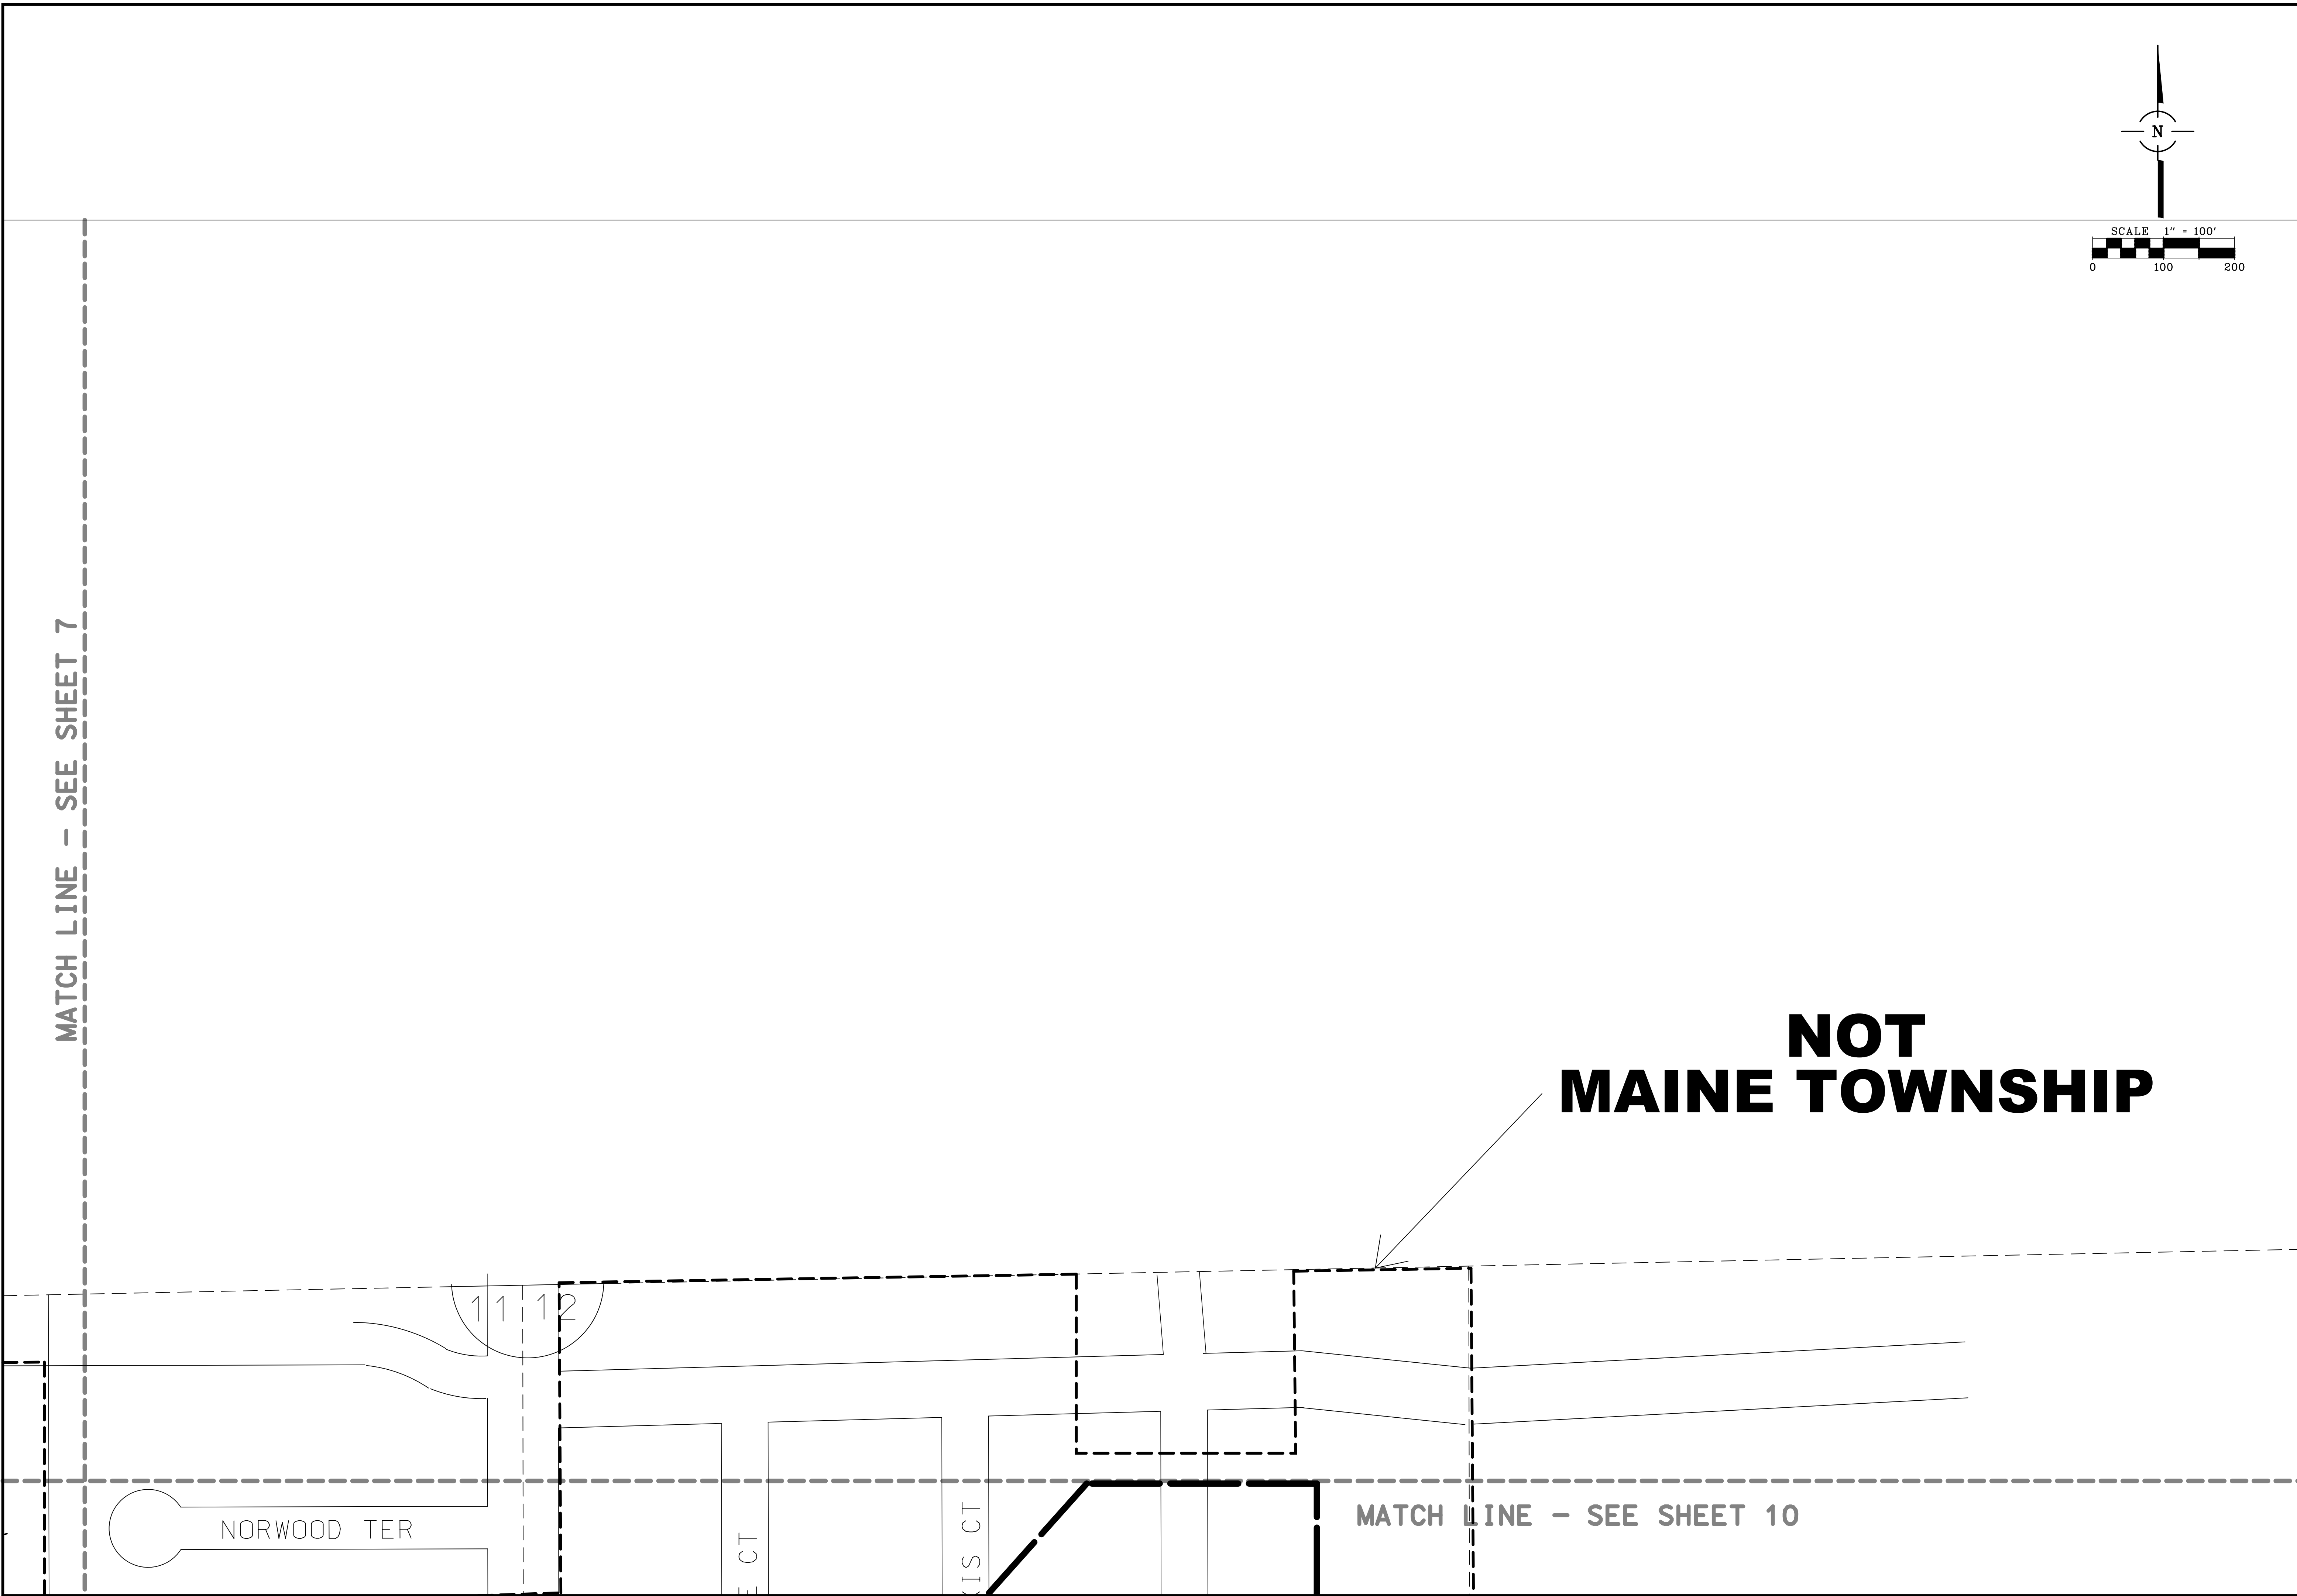 N
SCALE 1" = 100'
0 100 200
MATCH LINE - SEE SHEET 7
NOT
MAINE TOWNSHIP
11 12
MATCH LINE - SEE SHEET 10
NORWOOD TER
CT
CT